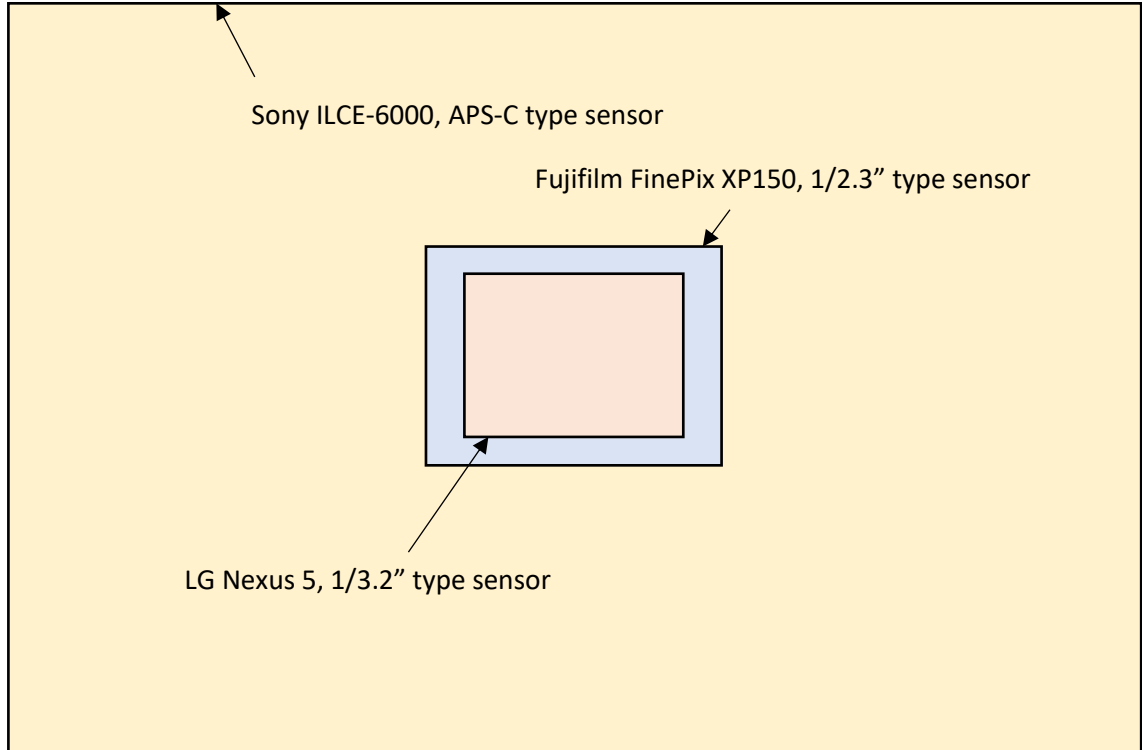 Sony ILCE-6000, APS-C type sensor
Fujifilm FinePix XP150, 1/2.3” type sensor
LG Nexus 5, 1/3.2” type sensor